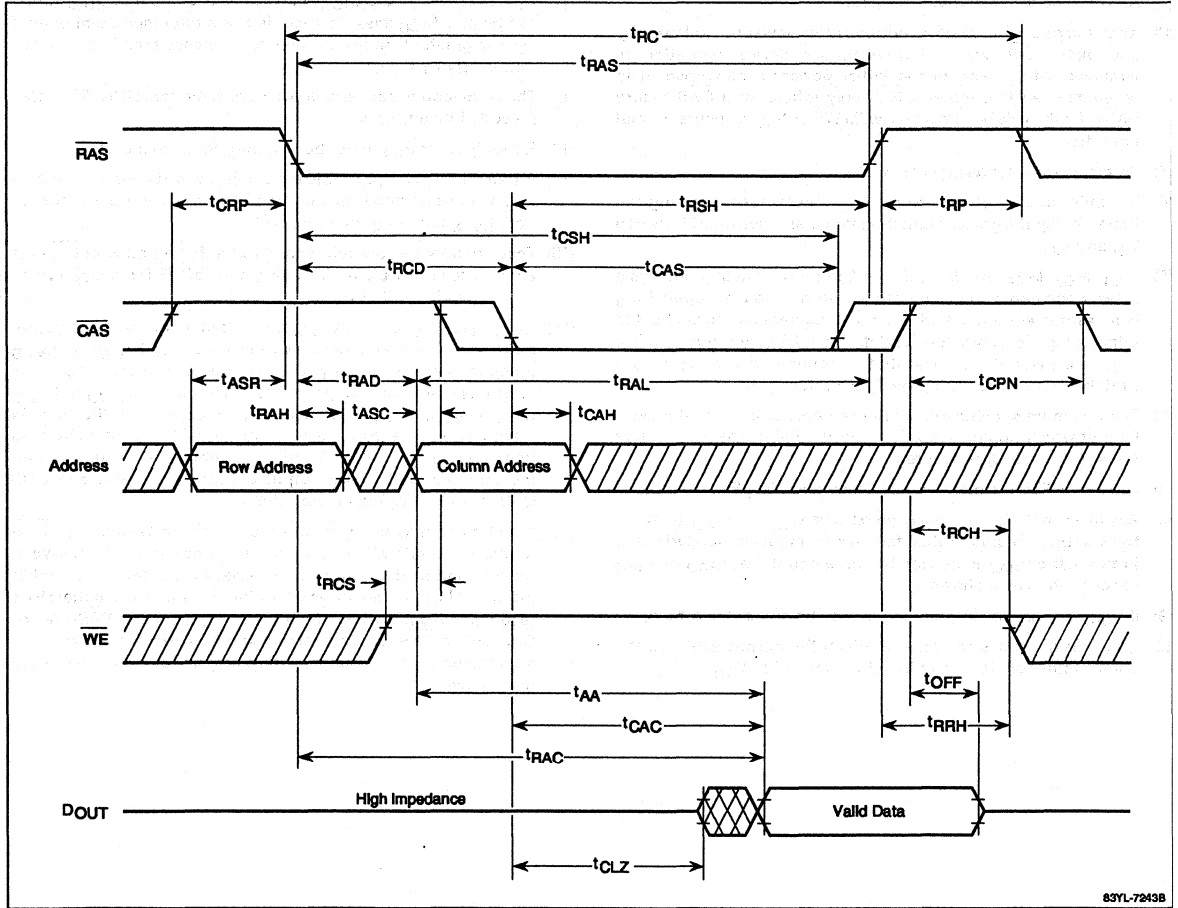 tRC
tRAS
RAS
tCRP
tRSH
tRP
tCSH
tRCD
tCAS
CAS
tASR
tRAD
tRAL
tCPN
tRAH
tASC
tCAH
Address
Row Address
Column Address
tRCH
tRCS
WE
tAA
tOFF
tCAC
tRRH
tRAC
High Impedance
DOUT
Valid Data
tCLZ
83YL-7243B